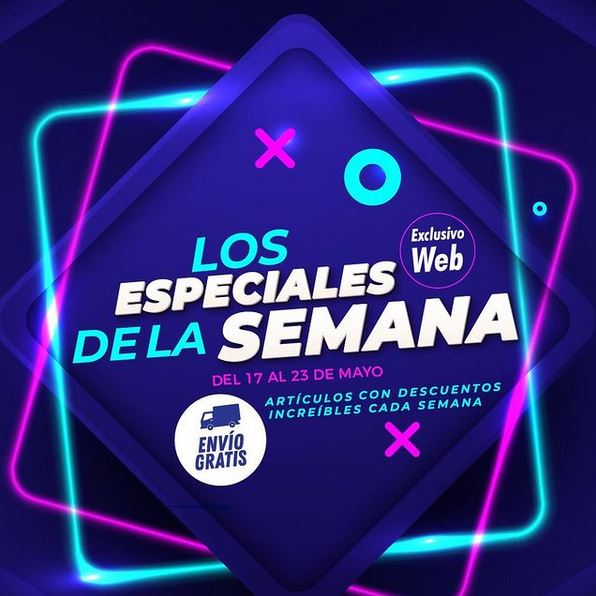 LOS
ESPECIALES
DE LA SEMANA
Exclusivo
Web
DEL 17 AL 23 DE MAYO
ARTÍCULOS CON DESCUENTOS
INCREÍBLES CADA SEMANA
ENVÍO
GRATIS